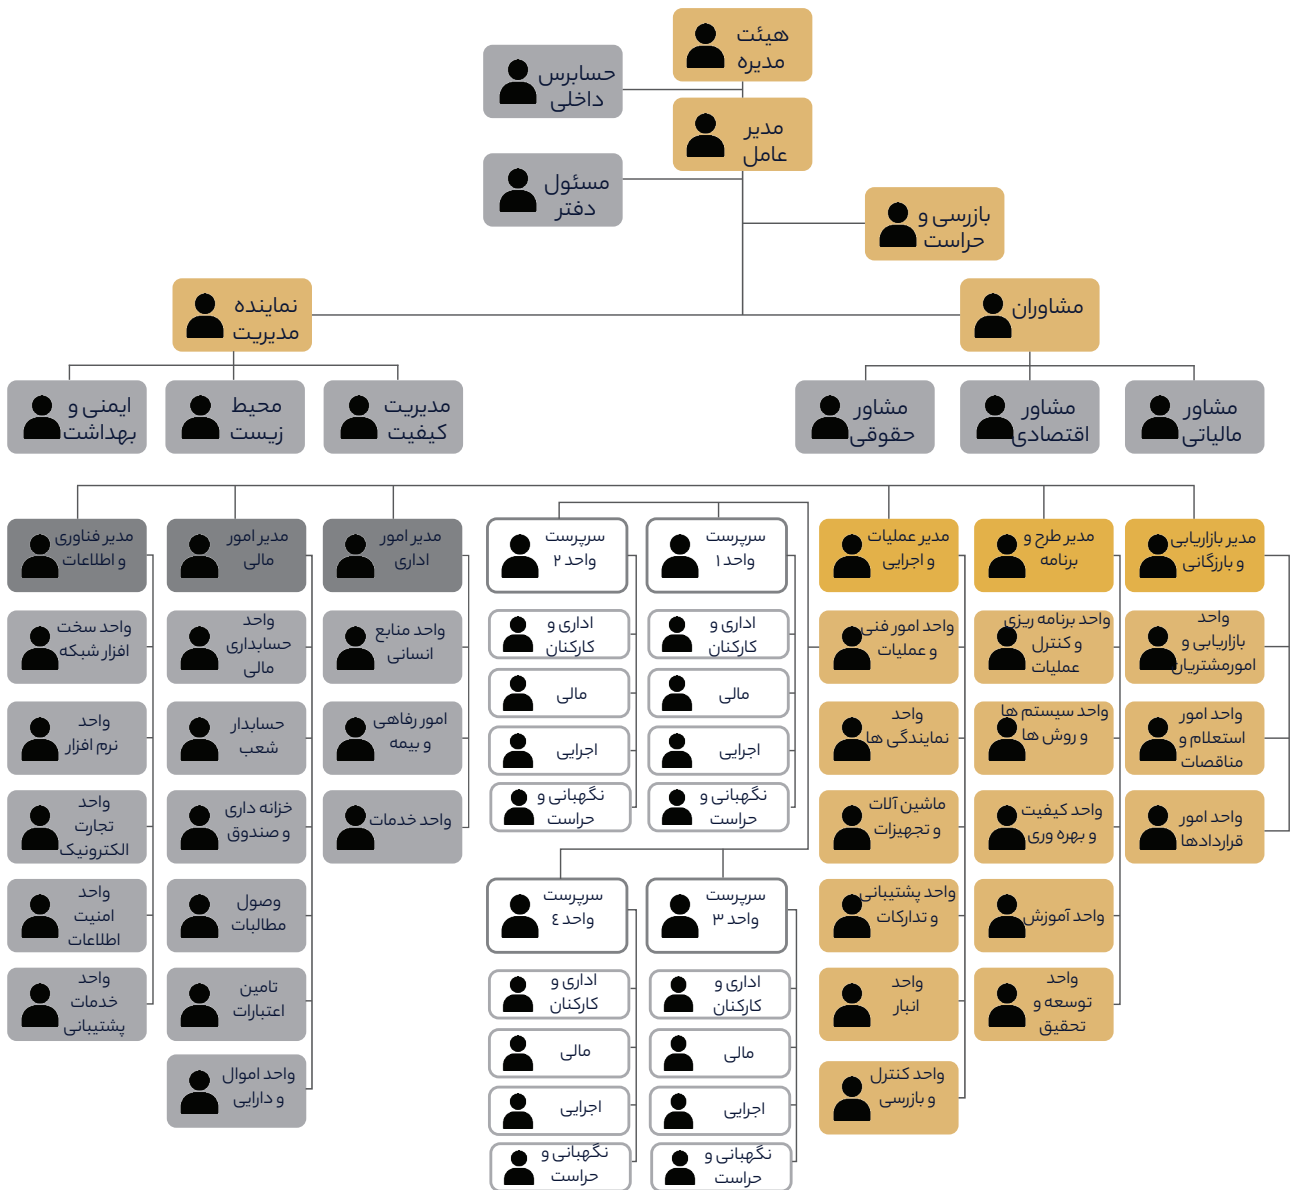 هیئت
مدیره
حسابرس
داخلی
مدیر
عامل
مسئول
دفتر
بازرسی و
حراست
نماینده
مدیریت
مشاوران
ایمنی و
بهداشت
محیط
زیست
مدیریت
کیفیت
مشاور
حقوقی
مشاور
اقتصادی
مشاور
مالیاتی
مدیر بازاریابی
و بازرگانی
واحد
بازاریابی و
امورمشتریان
واحد امور
استعلام و
مناقصات
واحد امور
قراردادها
مدیر طرح و
برنامه
واحد برنامه ریزی
و کنترل
عملیات
واحد سیستم ها
و روش ها
واحد کیفیت
و بهره وری
واحد آموزش
واحد
توسعه و
تحقیق
مدیر عملیات
و اجرایی
واحد امور فنی
و عملیات
واحد
نمایندگی ها
ماشین آلات
و تجهیزات
واحد پشتیبانی
و تدارکات
واحد
انبار
واحد کنترل
و بازرسی
سرپرست
واحد ۱
اداری و
کارکنان
مالی
اجرایی
نگهبانی و
حراست
سرپرست
واحد ۲
اداری و
کارکنان
مالی
اجرایی
نگهبانی و
حراست
سرپرست
واحد ۳
اداری و
کارکنان
مالی
اجرایی
نگهبانی و
حراست
سرپرست
واحد ٤
اداری و
کارکنان
مالی
اجرایی
نگهبانی و
حراست
مدیر امور
اداری
واحد منابع
انسانی
امور رفاهی
و بیمه
واحد خدمات
مدیر امور
مالی
واحد
حسابداری
مالی
حسابدار
شعب
خزانه داری
و صندوق
وصول
مطالبات
تامین
اعتبارات
واحد اموال
و دارایی
مدیر فناوری
و اطلاعات
واحد سخت
افزار شبکه
واحد
نرم افزار
واحد
تجارت
الکترونیک
واحد
امنیت
اطلاعات
واحد
خدمات
پشتیبانی